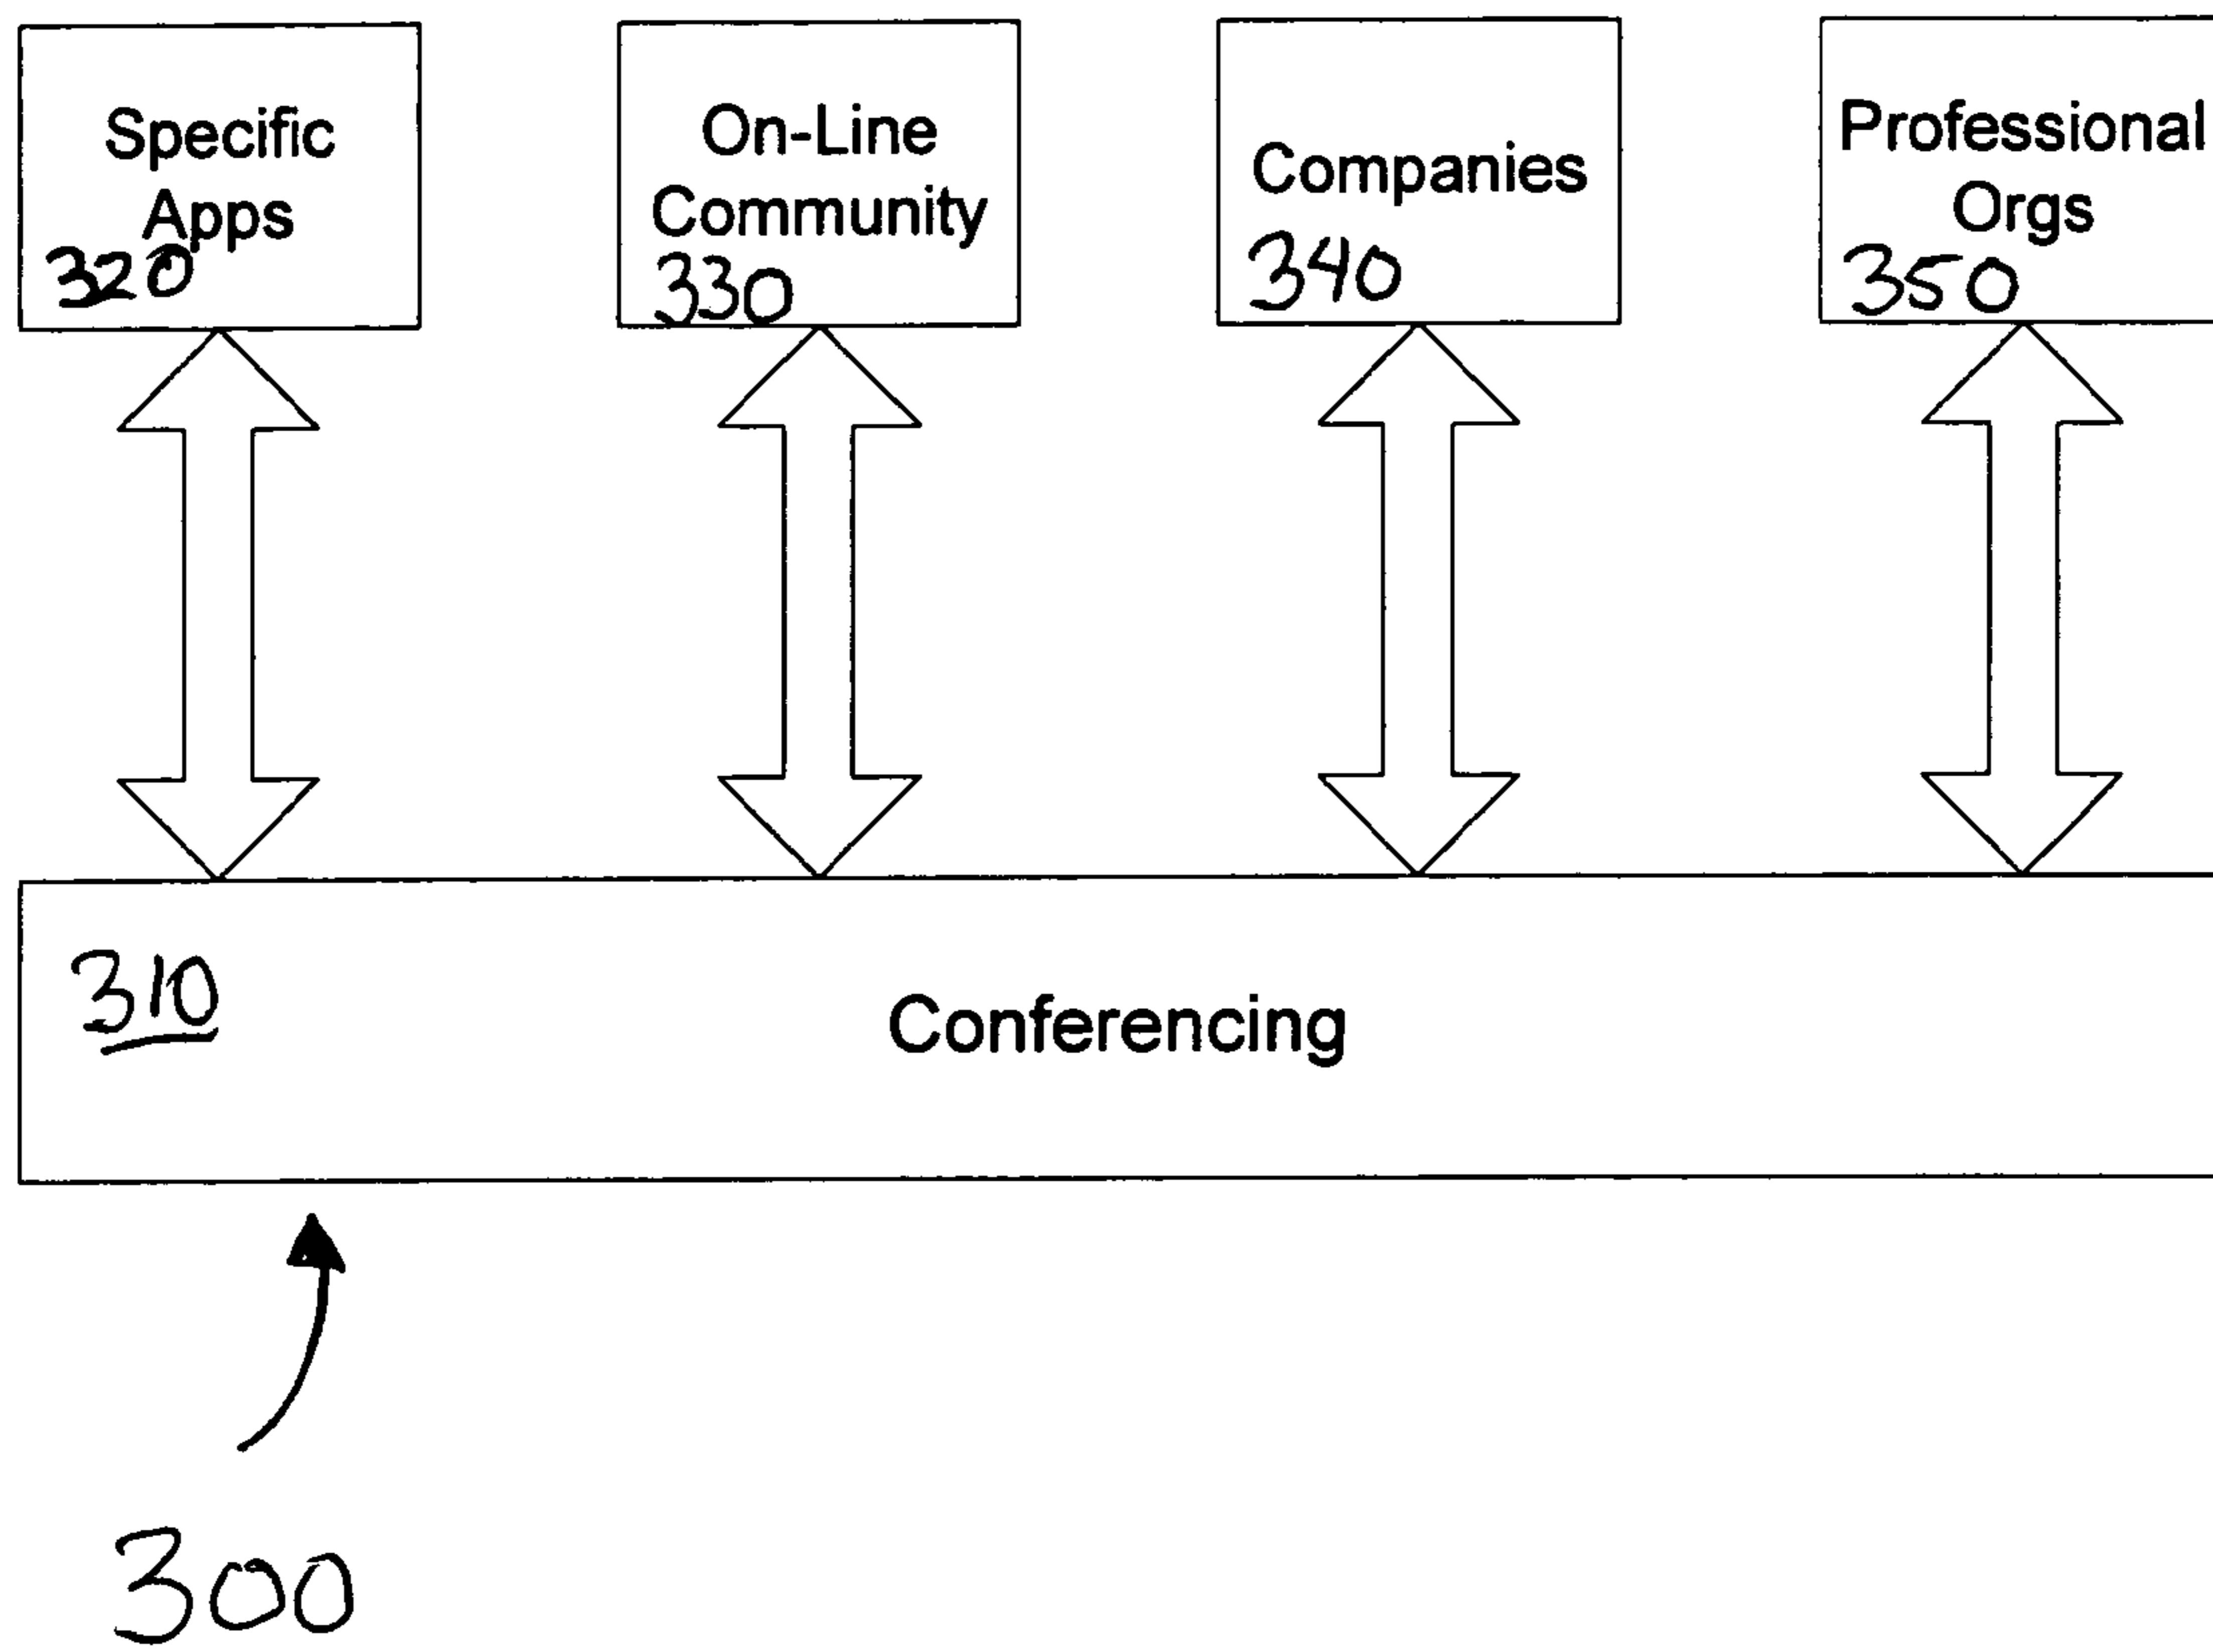 Specific
Apps
320
On-Line
Community
330
Companies
340
Professional
Orgs
350
310
Conferencing
300